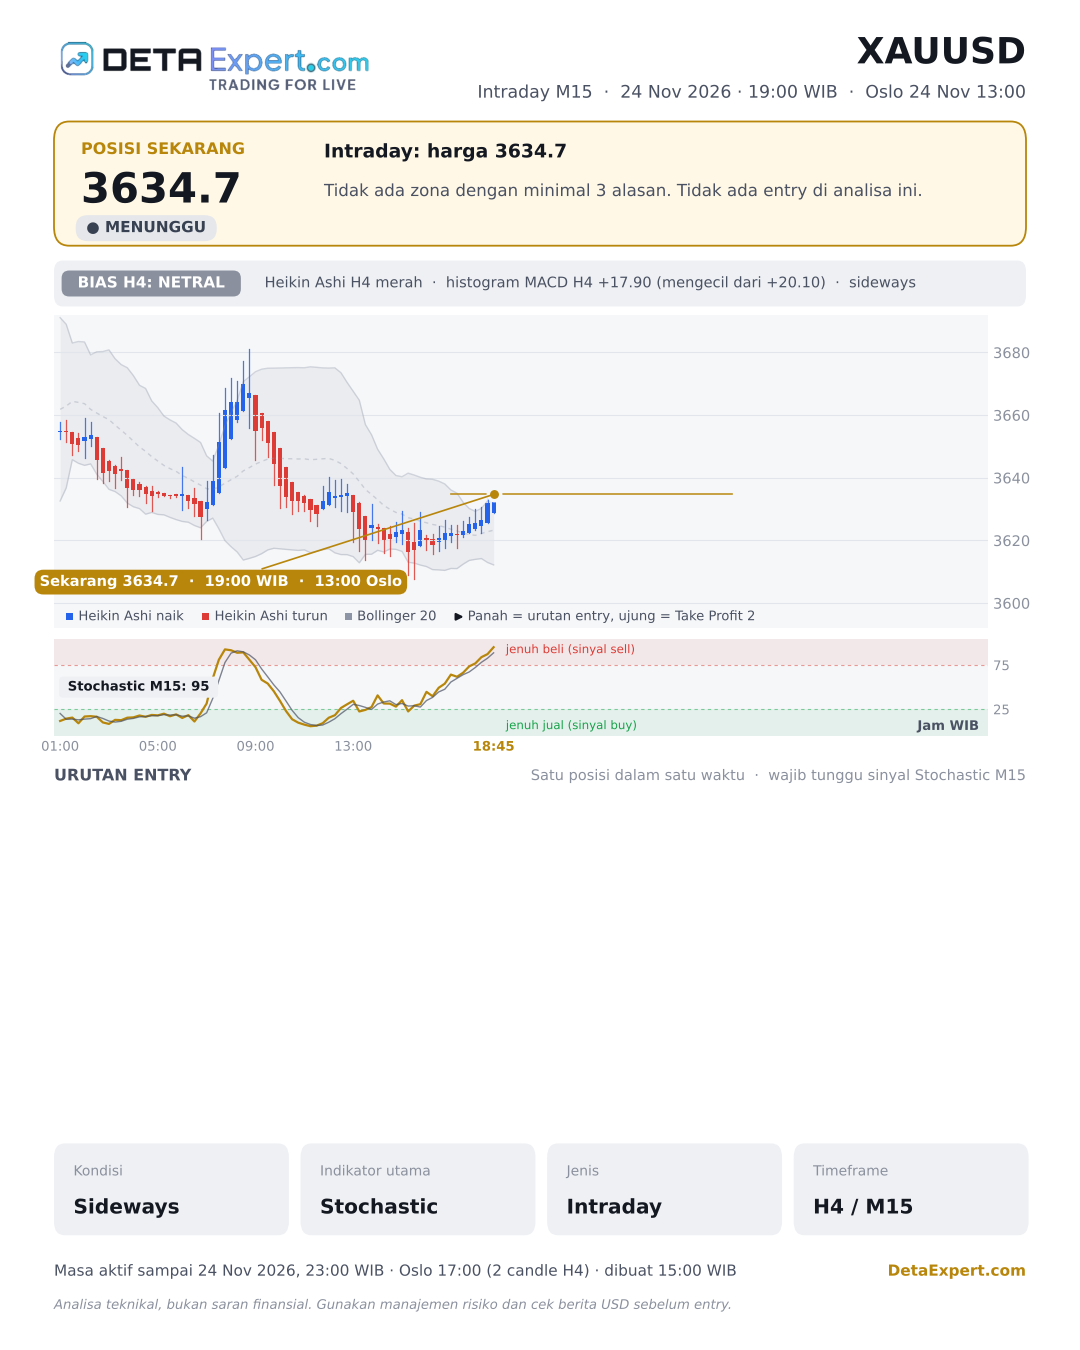 DETA Expert.com
TRADING FOR LIVE
XAUUSD
Intraday M15 · 24 Nov 2026 · 19:00 WIB · Oslo 24 Nov 13:00
POSISI SEKARANG
3634.7
● MENUNGGU
Intraday: harga 3634.7
Tidak ada zona dengan minimal 3 alasan. Tidak ada entry di analisa ini.
BIAS H4: NETRAL
Heikin Ashi H4 merah · histogram MACD H4 +17.90 (mengecil dari +20.10) · sideways
3680
3660
3640
3620
3600
Sekarang 3634.7 · 19:00 WIB · 13:00 Oslo
Heikin Ashi naik
Heikin Ashi turun
Bollinger 20
Panah = urutan entry, ujung = Take Profit 2
jenuh beli (sinyal sell)
75
Stochastic M15: 95
25
jenuh jual (sinyal buy)
Jam WIB
01:00 05:00 09:00 13:00 18:45
URUTAN ENTRY
Satu posisi dalam satu waktu · wajib tunggu sinyal Stochastic M15
Kondisi
Sideways
Indikator utama
Stochastic
Jenis
Intraday
Timeframe
H4 / M15
Masa aktif sampai 24 Nov 2026, 23:00 WIB · Oslo 17:00 (2 candle H4) · dibuat 15:00 WIB
DetaExpert.com
Analisa teknikal, bukan saran finansial. Gunakan manajemen risiko dan cek berita USD sebelum entry.